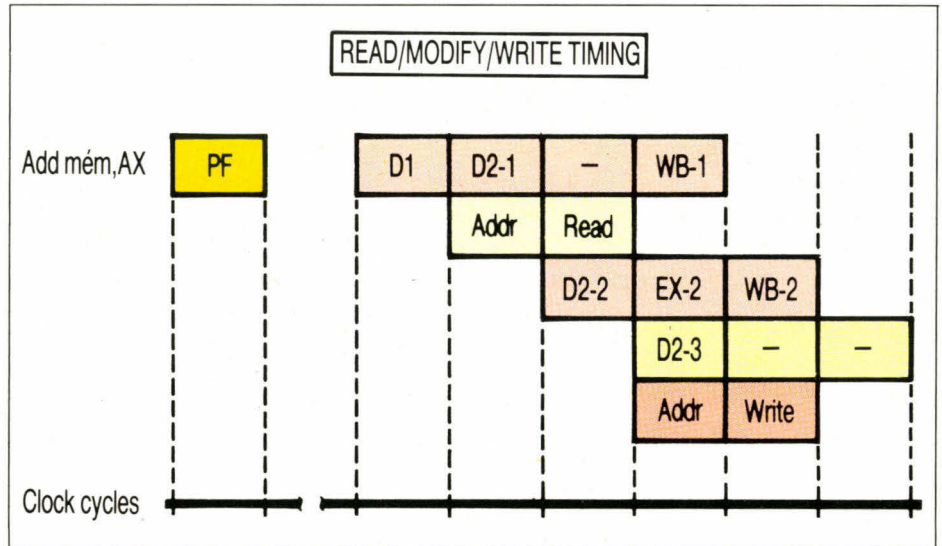 READ/MODIFY/WRITE TIMING
Add mém,AX PF D1 D2-1 – WB-1
Addr Read
D2-2 EX-2 WB-2
D2-3 – –
Addr Write
Clock cycles